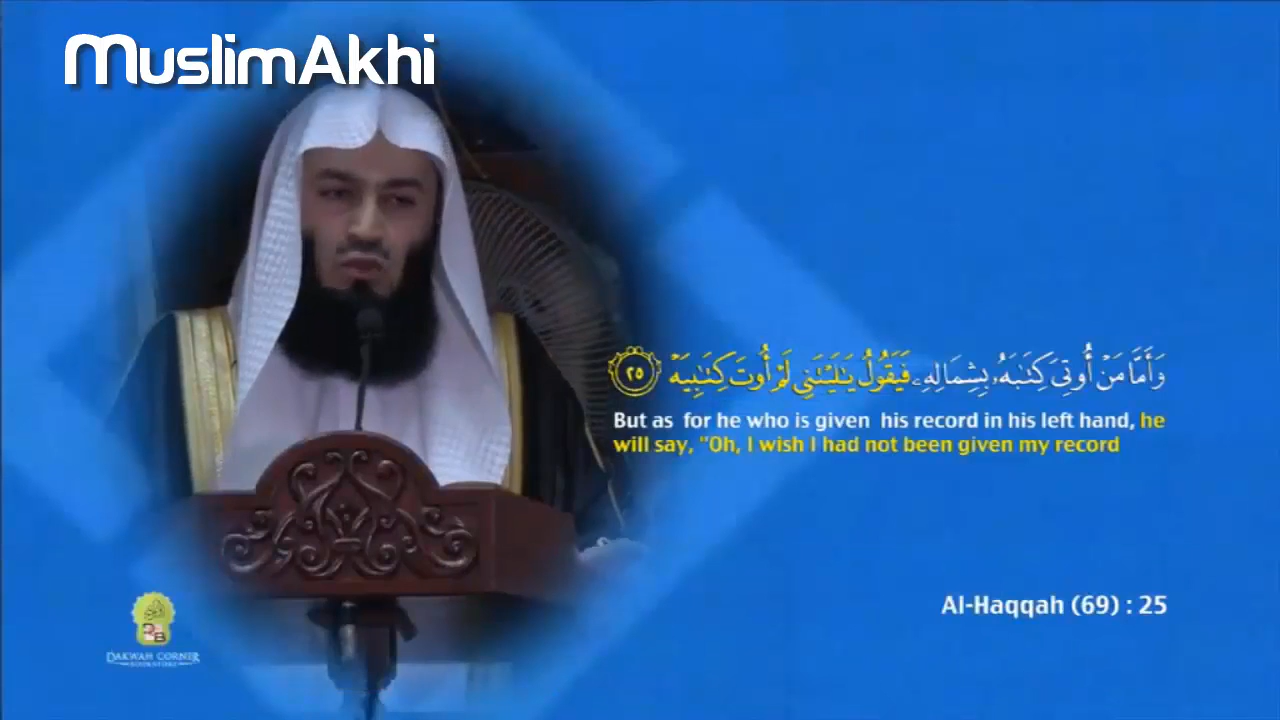 MuslimAkhi
وَأَمَّا مَنْ أُوتِىَ كِتَـٰبَهُۥ بِشِمَالِهِۦ فَيَقُولُ يَـٰلَيْتَنِى لَمْ أُوتَ كِتَـٰبِيَهْ ٢٥
But as for he who is given his record in his left hand, he
will say, "Oh, I wish I had not been given my record
Al-Haqqah (69) : 25
DAKWAH CORNER
BOOKSTORE